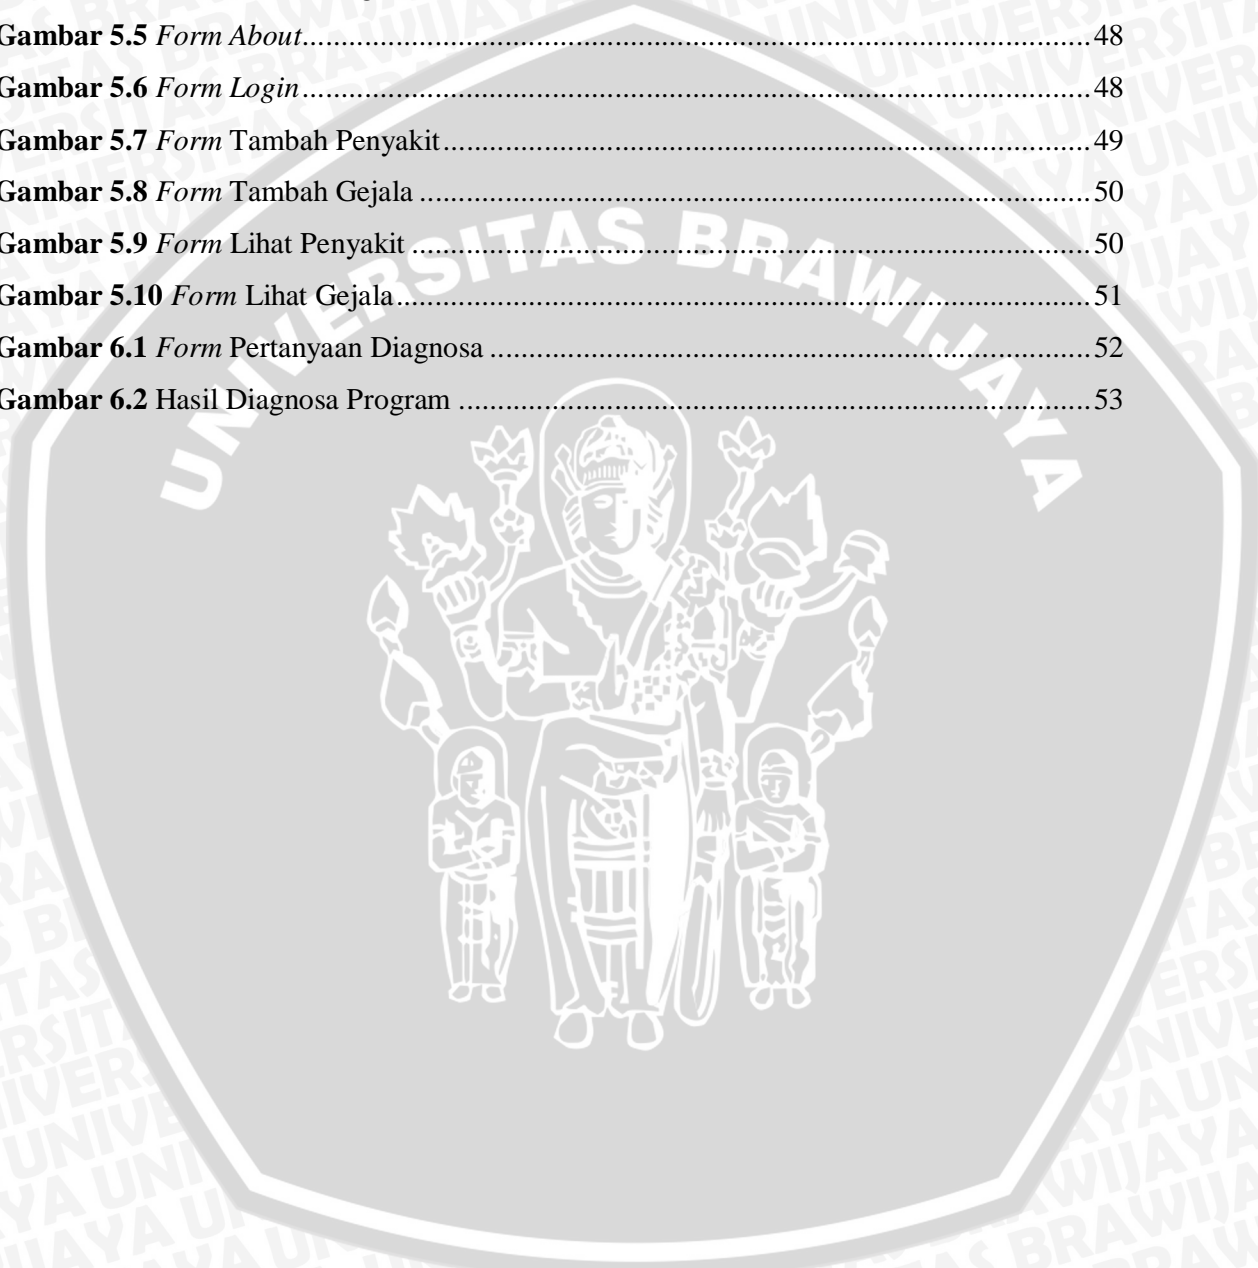 Gambar 5.5 Form About....................................................................................................48
Gambar 5.6 Form Login....................................................................................................48
Gambar 5.7 Form Tambah Penyakit..................................................................................49
Gambar 5.8 Form Tambah Gejala.....................................................................................50
Gambar 5.9 Form Lihat Penyakit......................................................................................50
Gambar 5.10 Form Lihat Gejala........................................................................................51
Gambar 6.1 Form Pertanyaan Diagnosa............................................................................52
Gambar 6.2 Hasil Diagnosa Program................................................................................53
UNIVERSITAS BRAWIJAYA